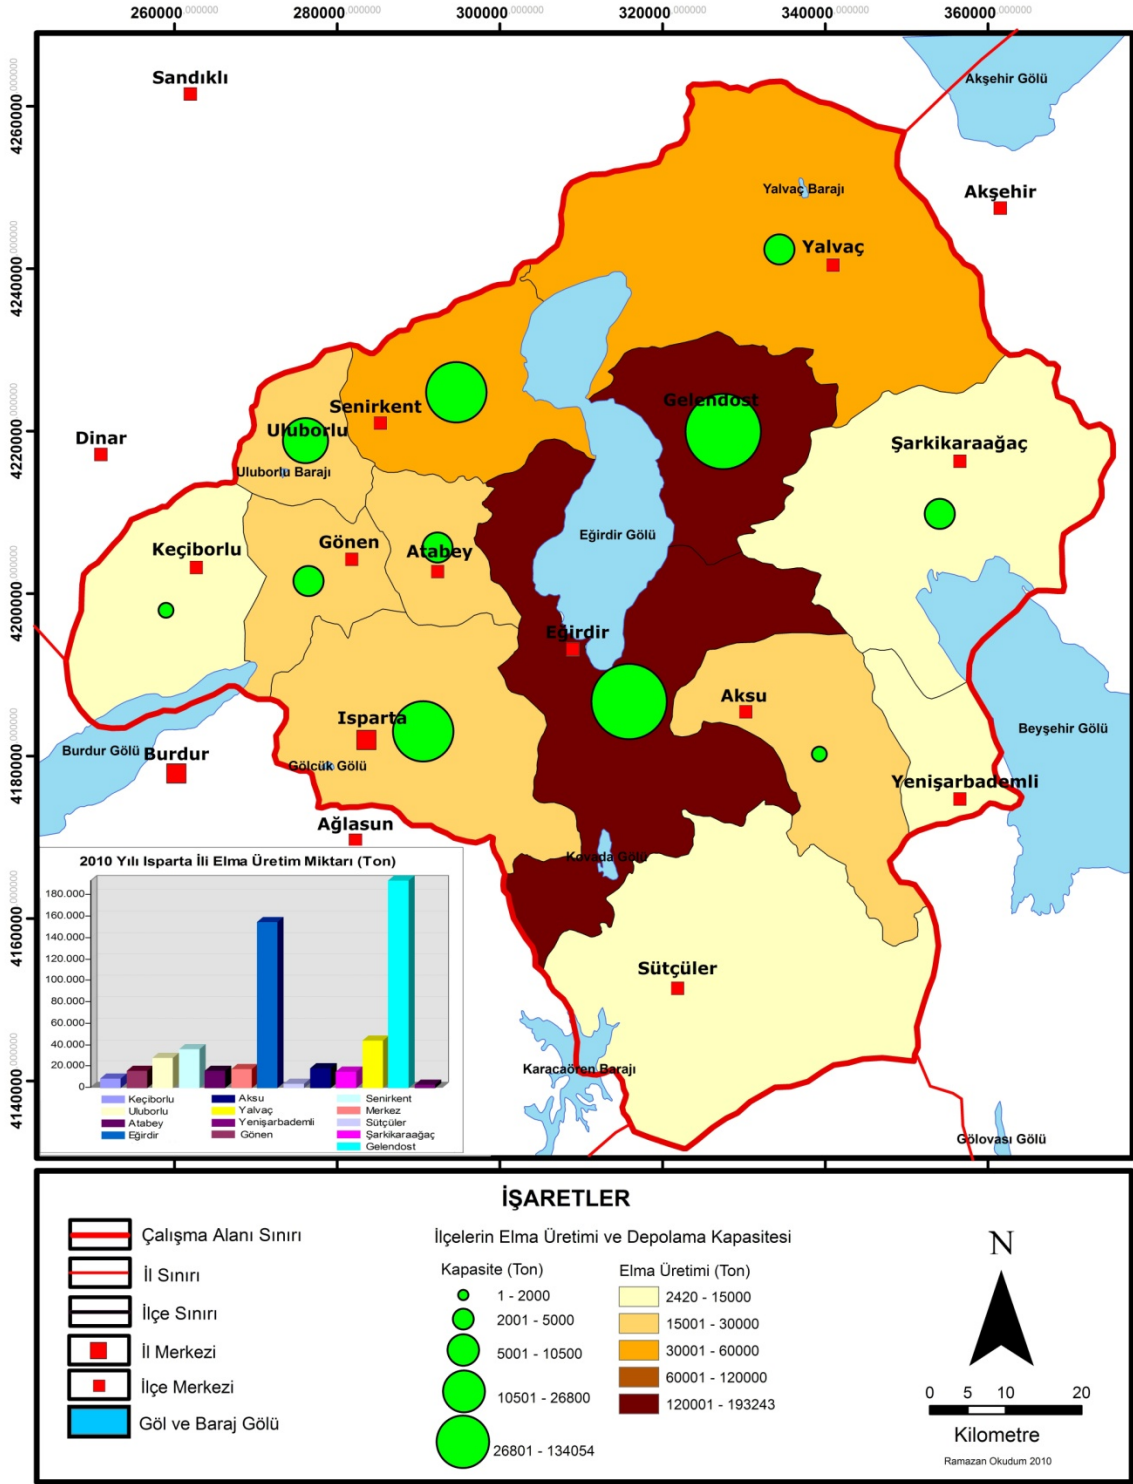 260000.000000 280000.000000 300000.000000 320000.000000 340000.000000 360000.000000
4260000.000000
4240000.000000
4220000.000000
4200000.000000
4180000.000000
4160000.000000
4140000.000000
Sandıklı
Akşehir Gölü
Yalvaç Barajı
Akşehir
Yalvaç
Gelendost
Senirkent
Uluborlu
Uluborlu Barajı
Dinar
Şarkikaraağaç
Keçiborlu
Gönen
Atabey
Eğirdir Gölü
Eğirdir
Aksu
Isparta
Gölcük Gölü
Burdur Gölü
Burdur
Beyşehir Gölü
Yenişarbademli
Ağlasun
Kovada Gölü
Sütçüler
Karacaören Barajı
Gölovası Gölü
2010 Yılı Isparta İli Elma Üretim Miktarı (Ton)
180.000
160.000
140.000
120.000
100.000
80.000
60.000
40.000
20.000
0
Keçiborlu Aksu Senirkent
Uluborlu Yalvaç Merkez
Atabey Yenişarbademli Sütçüler
Eğirdir Gönen Şarkikaraağaç
Gelendost
İŞARETLER
Çalışma Alanı Sınırı
İl Sınırı
İlçe Sınırı
İl Merkezi
İlçe Merkezi
Göl ve Baraj Gölü
İlçelerin Elma Üretimi ve Depolama Kapasitesi
Kapasite (Ton)
1 - 2000
2001 - 5000
5001 - 10500
10501 - 26800
26801 - 134054
Elma Üretimi (Ton)
2420 - 15000
15001 - 30000
30001 - 60000
60001 - 120000
120001 - 193243
N
0 5 10 20
Kilometre
Ramazan Okudum 2010